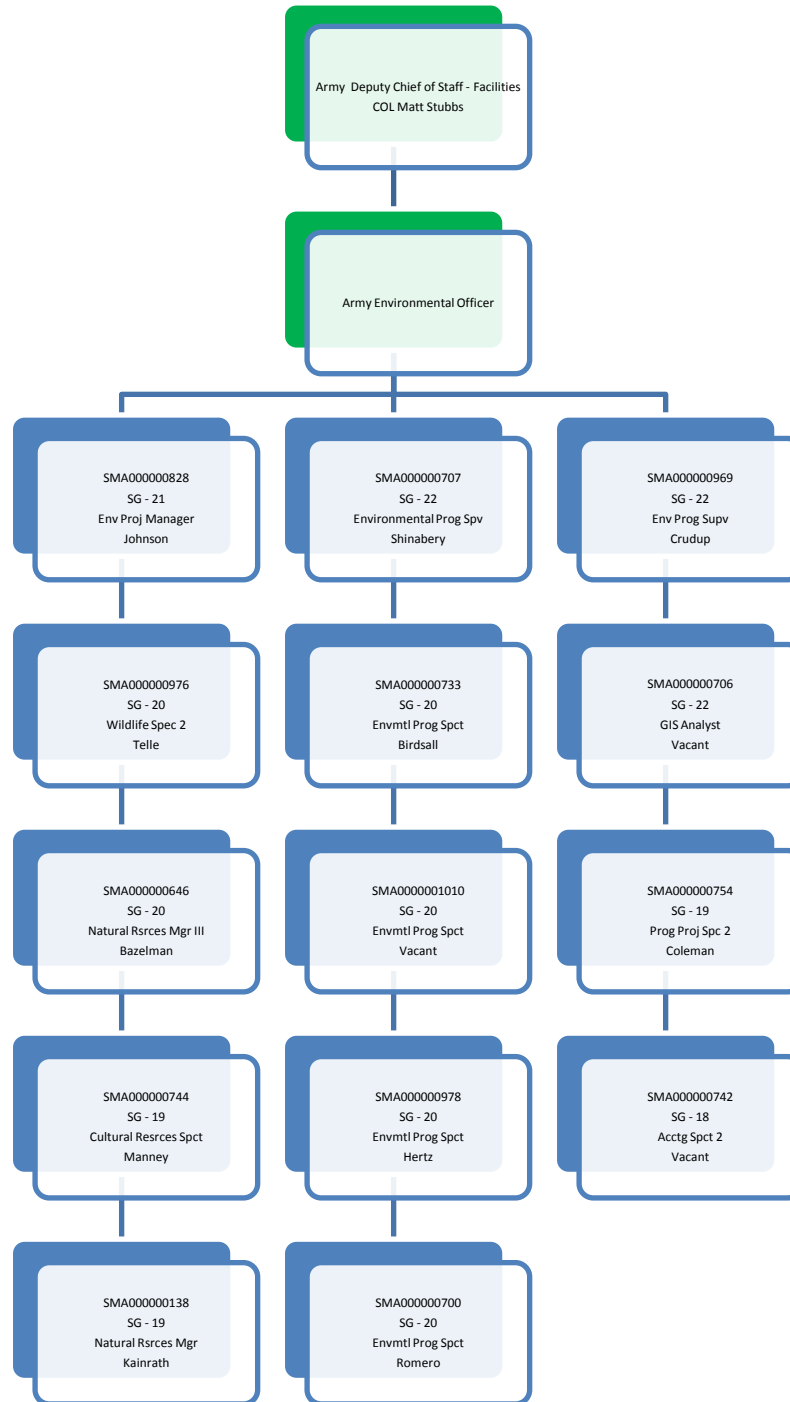 Army Deputy Chief of Staff - Facilities
COL Matt Stubbs
Army Environmental Officer
SMA000000828
SG - 21
Env Proj Manager
Johnson
SMA000000707
SG - 22
Environmental Prog Spv
Shinabery
SMA000000969
SG - 22
Env Prog Supv
Crudup
SMA000000976
SG - 20
Wildlife Spec 2
Telle
SMA000000733
SG - 20
Envmtl Prog Spct
Birdsall
SMA000000706
SG - 22
GIS Analyst
Vacant
SMA000000646
SG - 20
Natural Rsrces Mgr III
Bazelman
SMA0000001010
SG - 20
Envmtl Prog Spct
Vacant
SMA000000754
SG - 19
Prog Proj Spc 2
Coleman
SMA000000744
SG - 19
Cultural Resrces Spct
Manney
SMA000000978
SG - 20
Envmtl Prog Spct
Hertz
SMA000000742
SG - 18
Acctg Spct 2
Vacant
SMA000000138
SG - 19
Natural Rsrces Mgr
Kainrath
SMA000000700
SG - 20
Envmtl Prog Spct
Romero